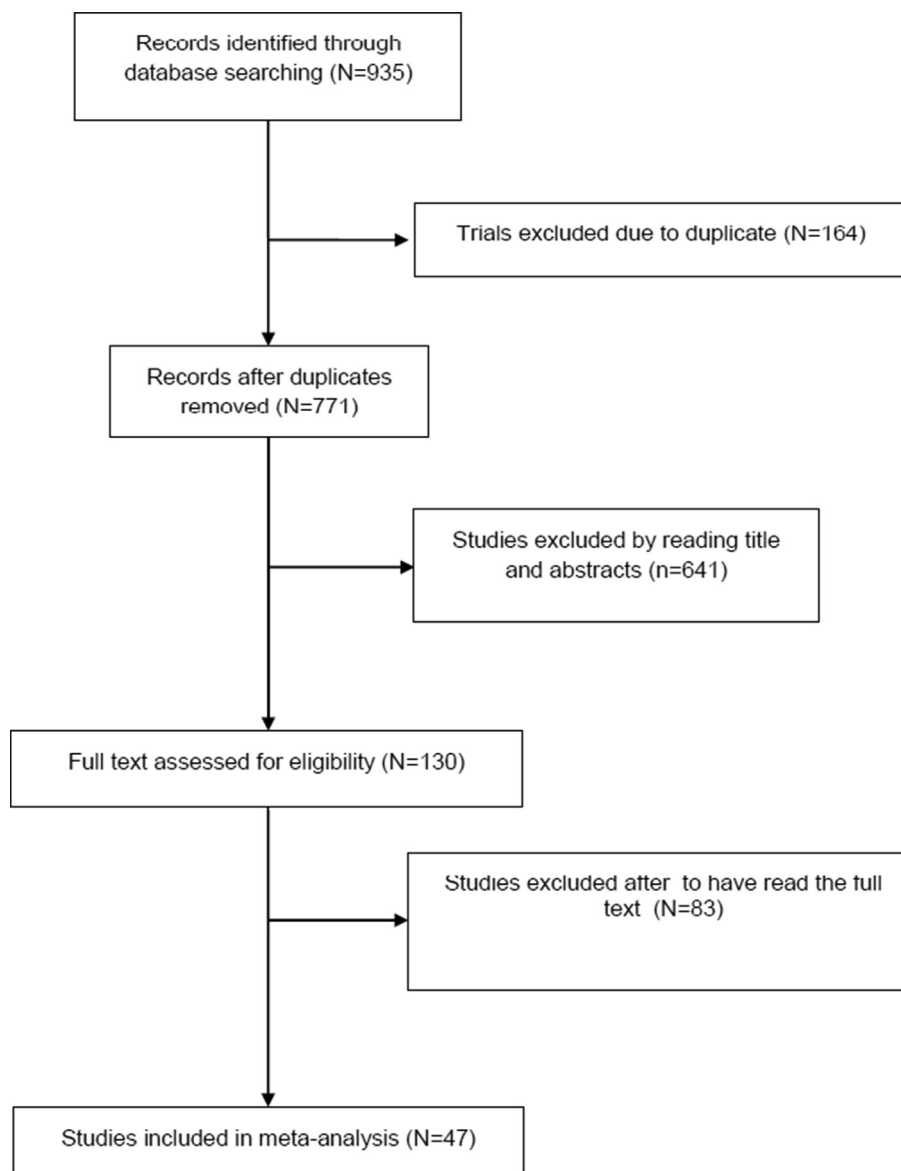 Records identified through
database searching (N=935)
Trials excluded due to duplicate (N=164)
Records after duplicates
removed (N=771)
Studies excluded by reading title
and abstracts (n=641)
Full text assessed for eligibility (N=130)
Studies excluded after to have read the full
text (N=83)
Studies included in meta-analysis (N=47)